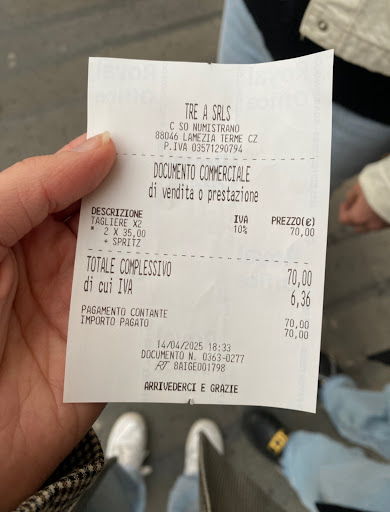 TRE A SRLS
C SO NUMISTRANO
88046 LAMEZIA TERME CZ
P.IVA 03571290794
DOCUMENTO COMMERCIALE
di vendita o prestazione
DESCRIZIONE IVA PREZZO(€)
TAGLIERE X2 10% 70,00
* 2 X 35,00
+ SPRITZ
TOTALE COMPLESSIVO 70,00
di cui IVA 6,36
PAGAMENTO CONTANTE 70,00
IMPORTO PAGATO 70,00
14/04/2025 18:33
DOCUMENTO N. 0363-0277
RT 8AIGE001798
ARRIVEDERCI E GRAZIE